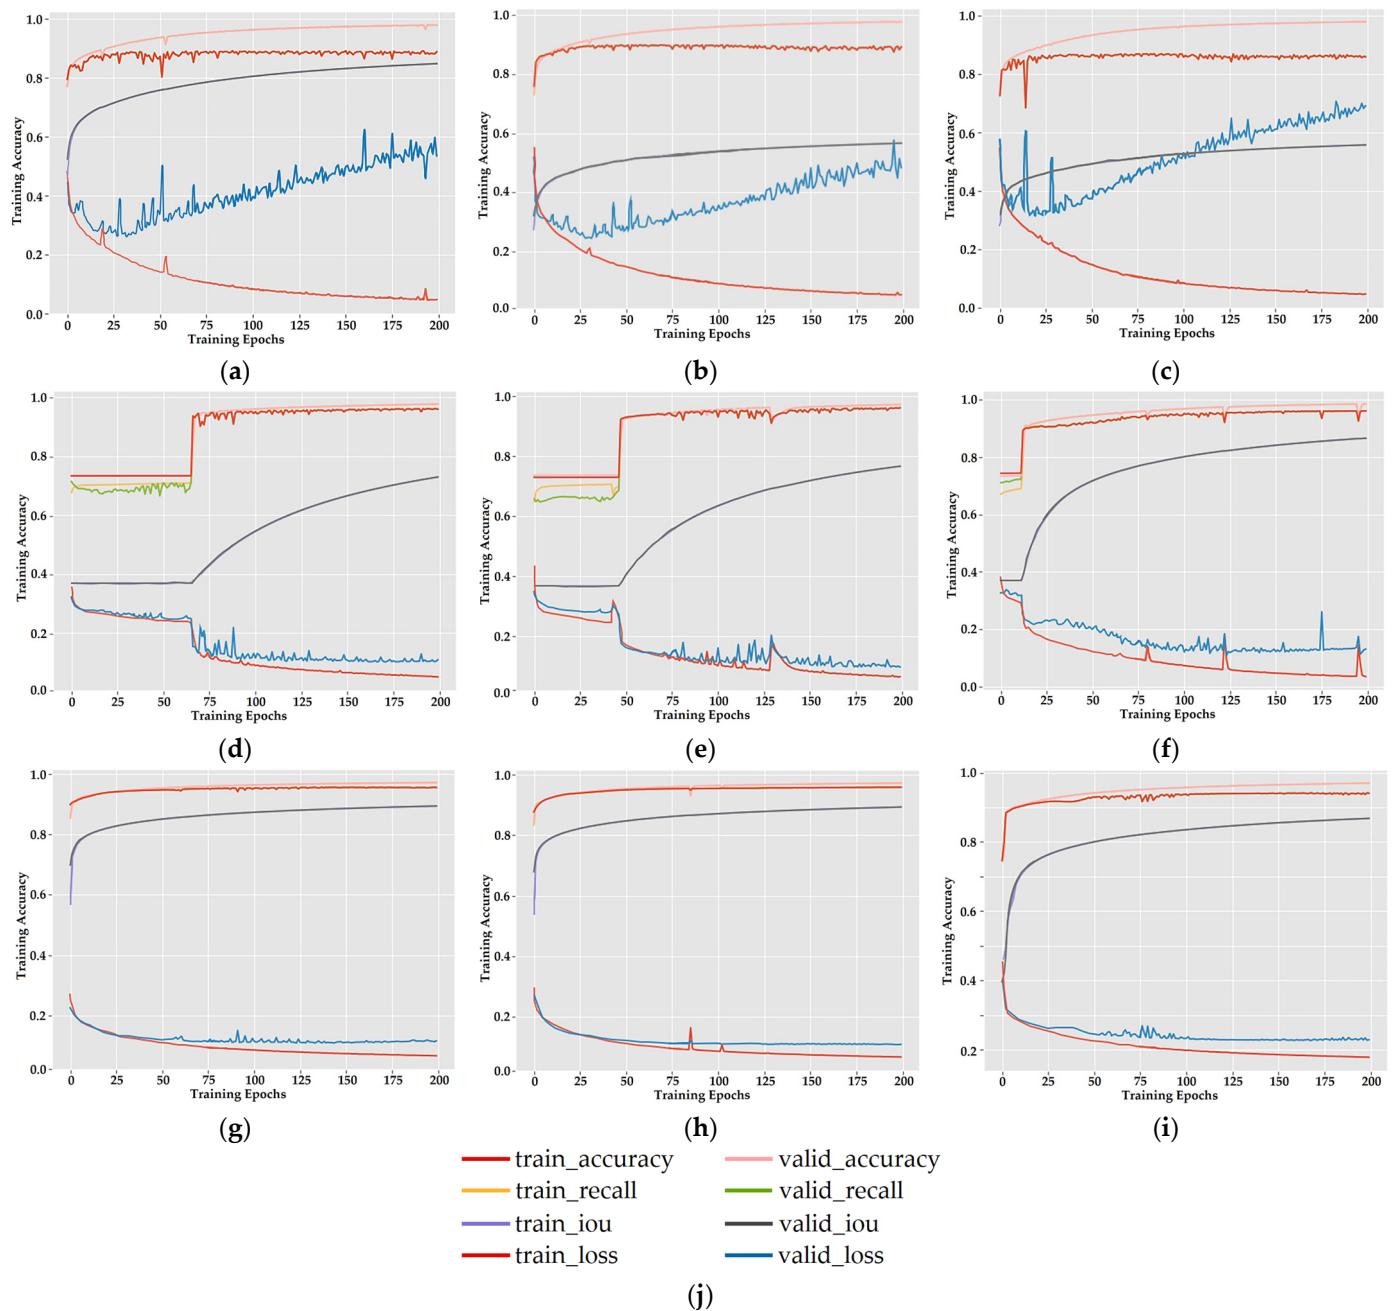 1.0
0.8
0.6
0.4
0.2
0.0
Training Accuracy
0 25 50 75 100 125 150 175 200
Training Epochs
(a)
1.0
0.8
0.6
0.4
0.2
0.0
Training Accuracy
0 25 50 75 100 125 150 175 200
Training Epochs
(b)
1.0
0.8
0.6
0.4
0.2
0.0
Training Accuracy
0 25 50 75 100 125 150 175 200
Training Epochs
(c)
1.0
0.8
0.6
0.4
0.2
0.0
Training Accuracy
0 25 50 75 100 125 150 175 200
Training Epochs
(d)
1.0
0.8
0.6
0.4
0.2
0.0
Training Accuracy
0 25 50 75 100 125 150 175 200
Training Epochs
(e)
1.0
0.8
0.6
0.4
0.2
0.0
Training Accuracy
0 25 50 75 100 125 150 175 200
Training Epochs
(f)
1.0
0.8
0.6
0.4
0.2
0.0
Training Accuracy
0 25 50 75 100 125 150 175 200
Training Epochs
(g)
1.0
0.8
0.6
0.4
0.2
0.0
Training Accuracy
0 25 50 75 100 125 150 175 200
Training Epochs
(h)
1.0
0.8
0.6
0.4
0.2
Training Accuracy
0 25 50 75 100 125 150 175 200
Training Epochs
(i)
train_accuracy valid_accuracy
train_recall valid_recall
train_iou valid_iou
train_loss valid_loss
(j)